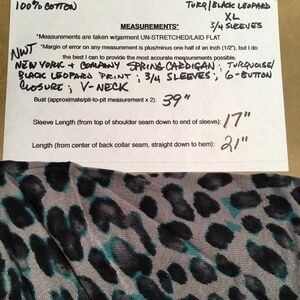 100% COTTON
TURQ/BLACK LEOPARD
XL
3/4 SLEEVES
MEASUREMENTS*
*Measurements are taken w/garment UN-STRETCHED/LAID FLAT
*Margin of error on any measurement is plus/minus one half of an inch (1/2"), but I do
the best I can to provide the most accurate measurements possible.
NWT
NEW YORK + COMPANY SPRING CARDIGAN; TURQUOISE/
BLACK LEOPARD PRINT; 3/4 SLEEVES; 6-BUTTON
CLOSURE; V-NECK
Bust (approximate/pit-to-pit measurement x 2): 39"
Sleeve Length (from top of shoulder seam down to end of sleeve): 17"
Length (from center of back collar seam, straight down to hem): 21"